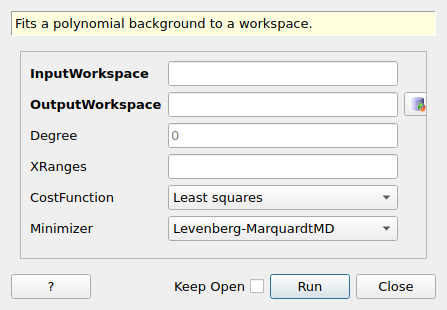 Fits a polynomial background to a workspace.
InputWorkspace
OutputWorkspace
Degree 0
XRanges
CostFunction Least squares
Minimizer Levenberg-MarquardtMD
? Keep Open Run Close